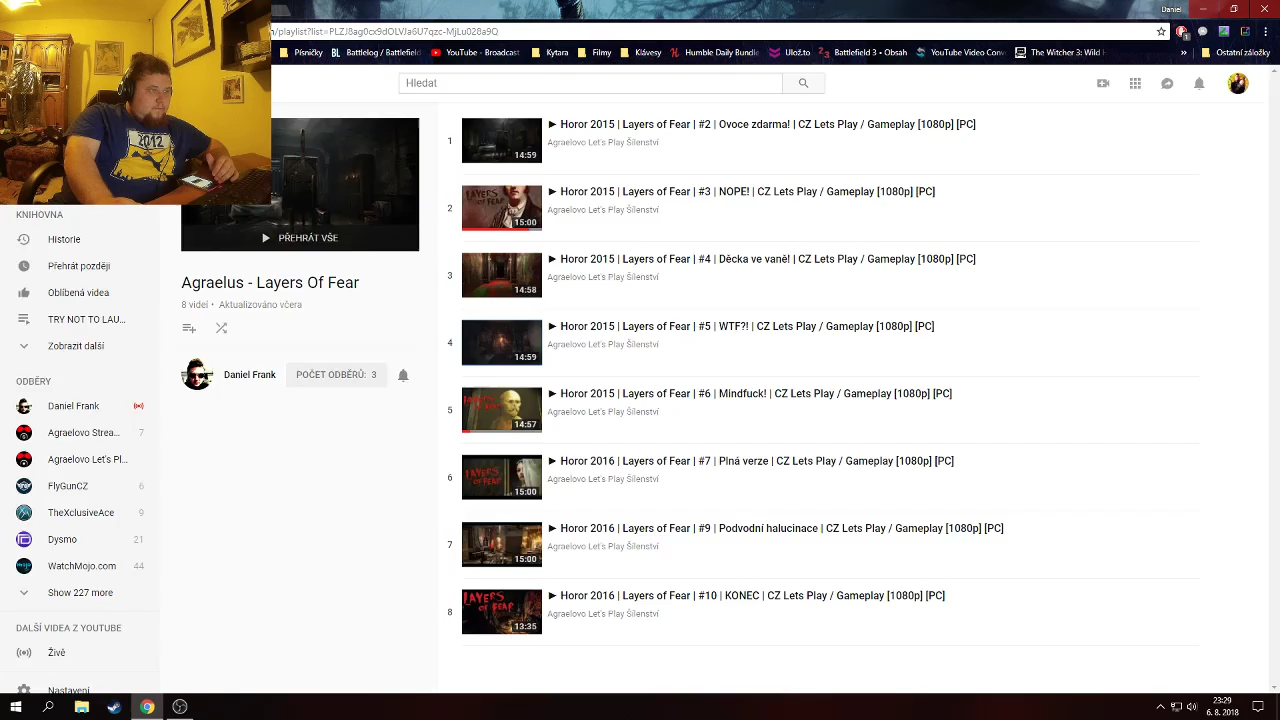 Daniel
n/playlist?list=PLZJ8ag0cx9dOLVJa6U7qzc-MjLu028a9Q
Písničky
Battlelog / Battlefield
YouTube - Broadcast
Kytara
Filmy
Klávesy
Humble Daily Bundle
Ulož.to
Battlefield 3 • Obsah
YouTube Video Conv
The Witcher 3: Wild H
»
Ostatní záložky
Hledat
2012
14:59
1
► Horor 2015 | Layers of Fear | #2 | Ovoce zdarma! | CZ Lets Play / Gameplay [1080p] [PC]
Agraelovo Let's Play Šílenství
LAYERS OF FEAR
15:00
2
► Horor 2015 | Layers of Fear | #3 | NOPE! | CZ Lets Play / Gameplay [1080p] [PC]
Agraelovo Let's Play Šílenství
14:58
3
► Horor 2015 | Layers of Fear | #4 | Děcka ve vaně! | CZ Lets Play / Gameplay [1080p] [PC]
Agraelovo Let's Play Šílenství
14:59
4
► Horor 2015 | Layers of Fear | #5 | WTF?! | CZ Lets Play / Gameplay [1080p] [PC]
Agraelovo Let's Play Šílenství
14:57
5
► Horor 2015 | Layers of Fear | #6 | Mindfuck! | CZ Lets Play / Gameplay [1080p] [PC]
Agraelovo Let's Play Šílenství
LAYERS OF FEAR
15:00
6
► Horor 2016 | Layers of Fear | #7 | Plná verze | CZ Lets Play / Gameplay [1080p] [PC]
Agraelovo Let's Play Šílenství
15:00
7
► Horor 2016 | Layers of Fear | #9 | Podvodní halucinace | CZ Lets Play / Gameplay [1080p] [PC]
Agraelovo Let's Play Šílenství
LAYERS OF FEAR
13:35
8
► Horor 2016 | Layers of Fear | #10 | KONEC | CZ Lets Play / Gameplay [1080p] [PC]
Agraelovo Let's Play Šílenství
PŘEHRÁT VŠE
Agraelus - Layers Of Fear
8 videí • Aktualizováno včera
Daniel Frank
POČET ODBĚRŮ: 3
KNIHOVNA
Historie
Přehrát později
Oblíbená videa
TRY NOT TO LAU...
Zobrazit další
ODBĚRY
Daniel Frank
Agraelovo Strea... 7
Agraelovo Let's Pl...
FlyGunCZ 6
TheXclusiveAce 9
Dysmo 21
WatchMojo.com 44
Show 227 more
DALŠÍ VIDEA Z YOUTUBE
Živě
Nastavení
23:29
6. 8. 2018